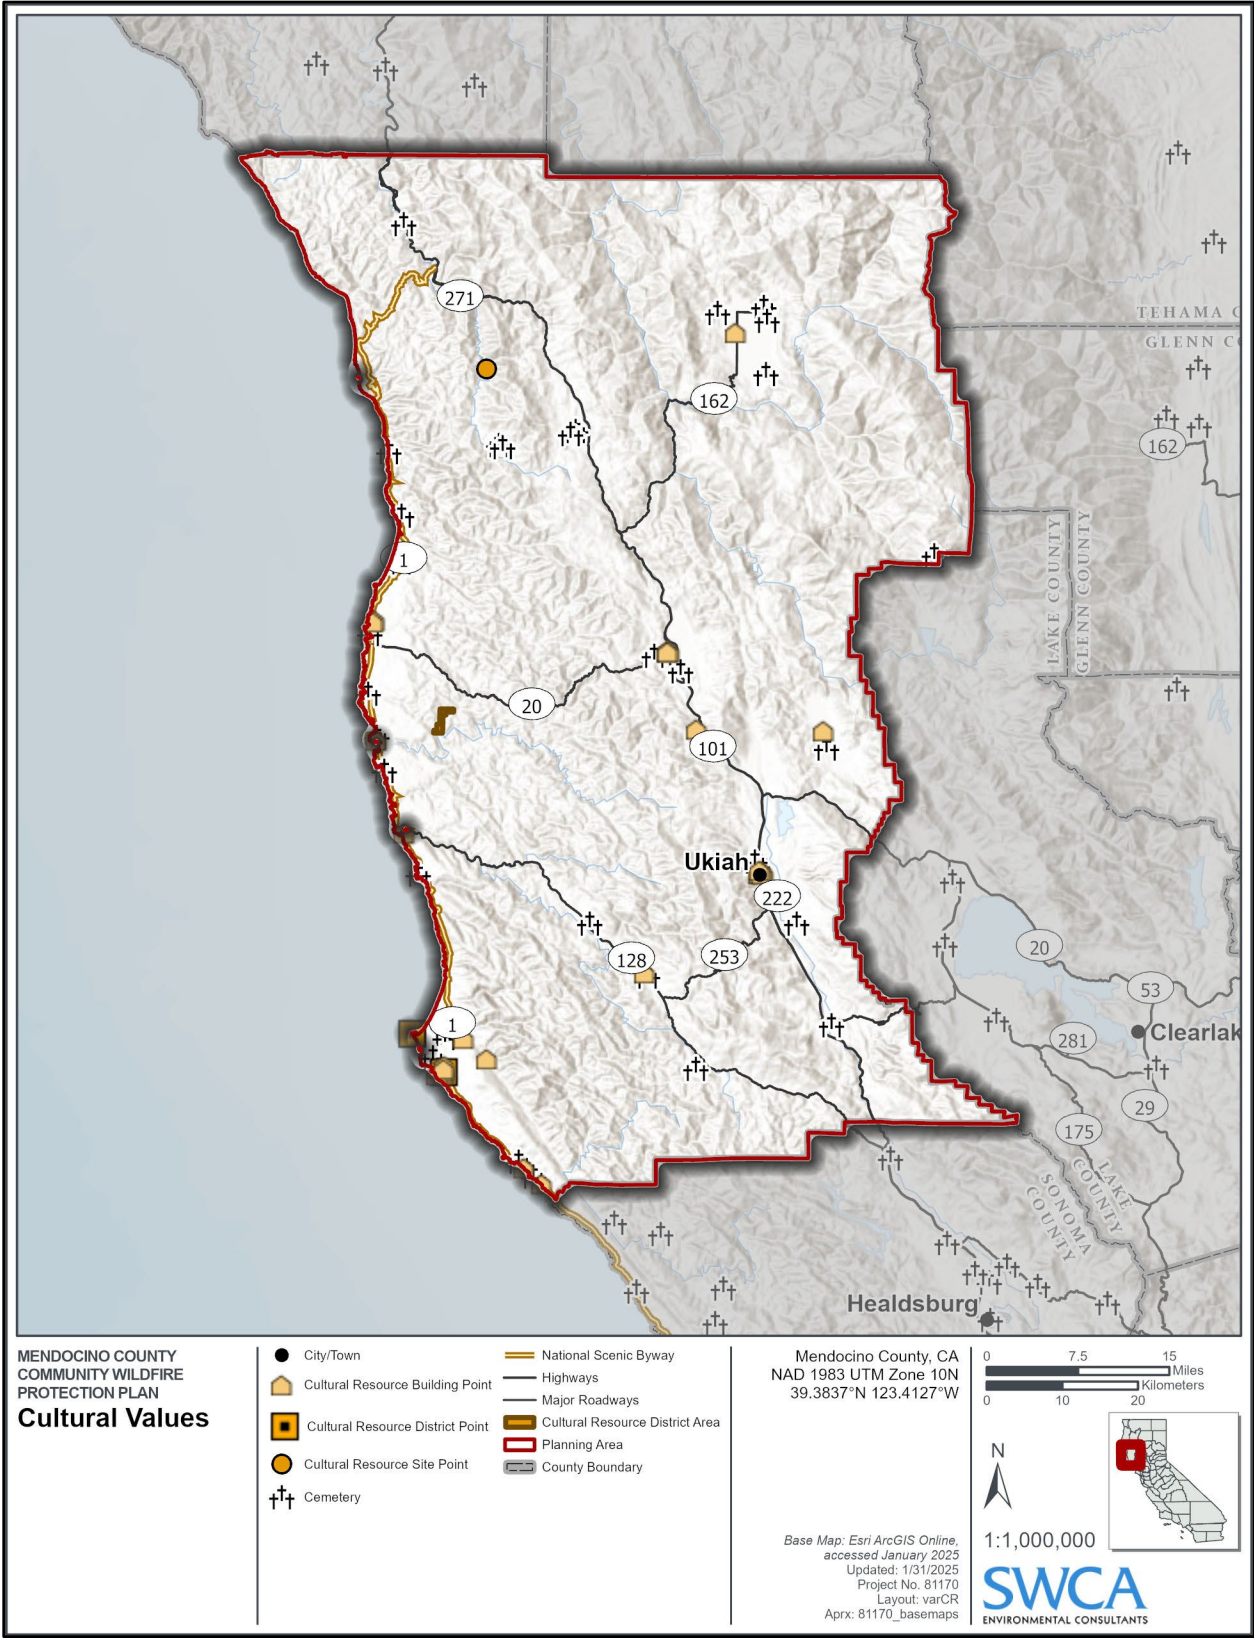 TEHAMA C
GLENN C
271
162
162
LAKE COUNTY
GLENN COUNTY
1
20
101
Ukiah
222
128
253
20
53
Clearlak
281
1
29
175
LAKE
COUNTY
SONOMA
COUNTY
Healdsburg
MENDOCINO COUNTY
COMMUNITY WILDFIRE
PROTECTION PLAN
Cultural Values
City/Town
Cultural Resource Building Point
Cultural Resource District Point
Cultural Resource Site Point
Cemetery
National Scenic Byway
Highways
Major Roadways
Cultural Resource District Area
Planning Area
County Boundary
Mendocino County, CA
NAD 1983 UTM Zone 10N
39.3837°N 123.4127°W
Base Map: Esri ArcGIS Online,
accessed January 2025
Updated: 1/31/2025
Project No. 81170
Layout: varCR
Aprx: 81170_basemaps
0 7.5 15
Miles
Kilometers
0 10 20
N
1:1,000,000
SWCA
ENVIRONMENTAL CONSULTANTS